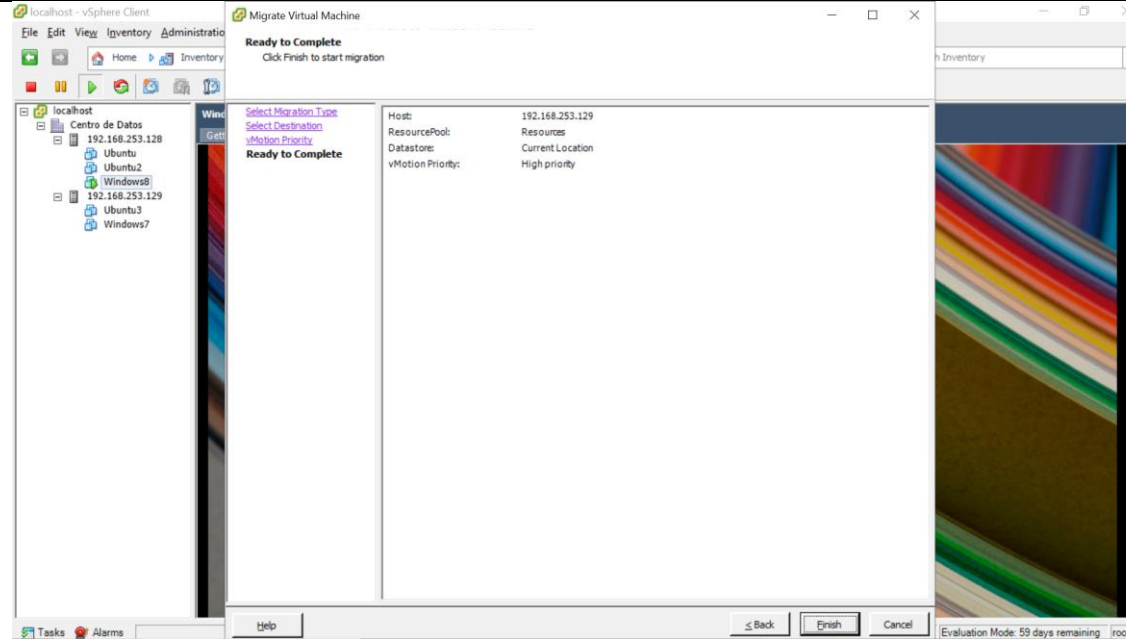 localhost - vSphere Client
File Edit View Inventory Administratio
Home Inventory
localhost
Centro de Datos
192.168.253.128
Ubuntu
Ubuntu2
Windows8
192.168.253.129
Ubuntu3
Windows7
Wind
Gett
Migrate Virtual Machine
Ready to Complete
Click Finish to start migration
Select Migration Type
Select Destination
vMotion Priority
Ready to Complete
Host: 192.168.253.129
ResourcePool: Resources
Datastore: Current Location
vMotion Priority: High priority
Help < Back Finish Cancel
h Inventory
Tasks Alarms
Evaluation Mode: 59 days remaining roo